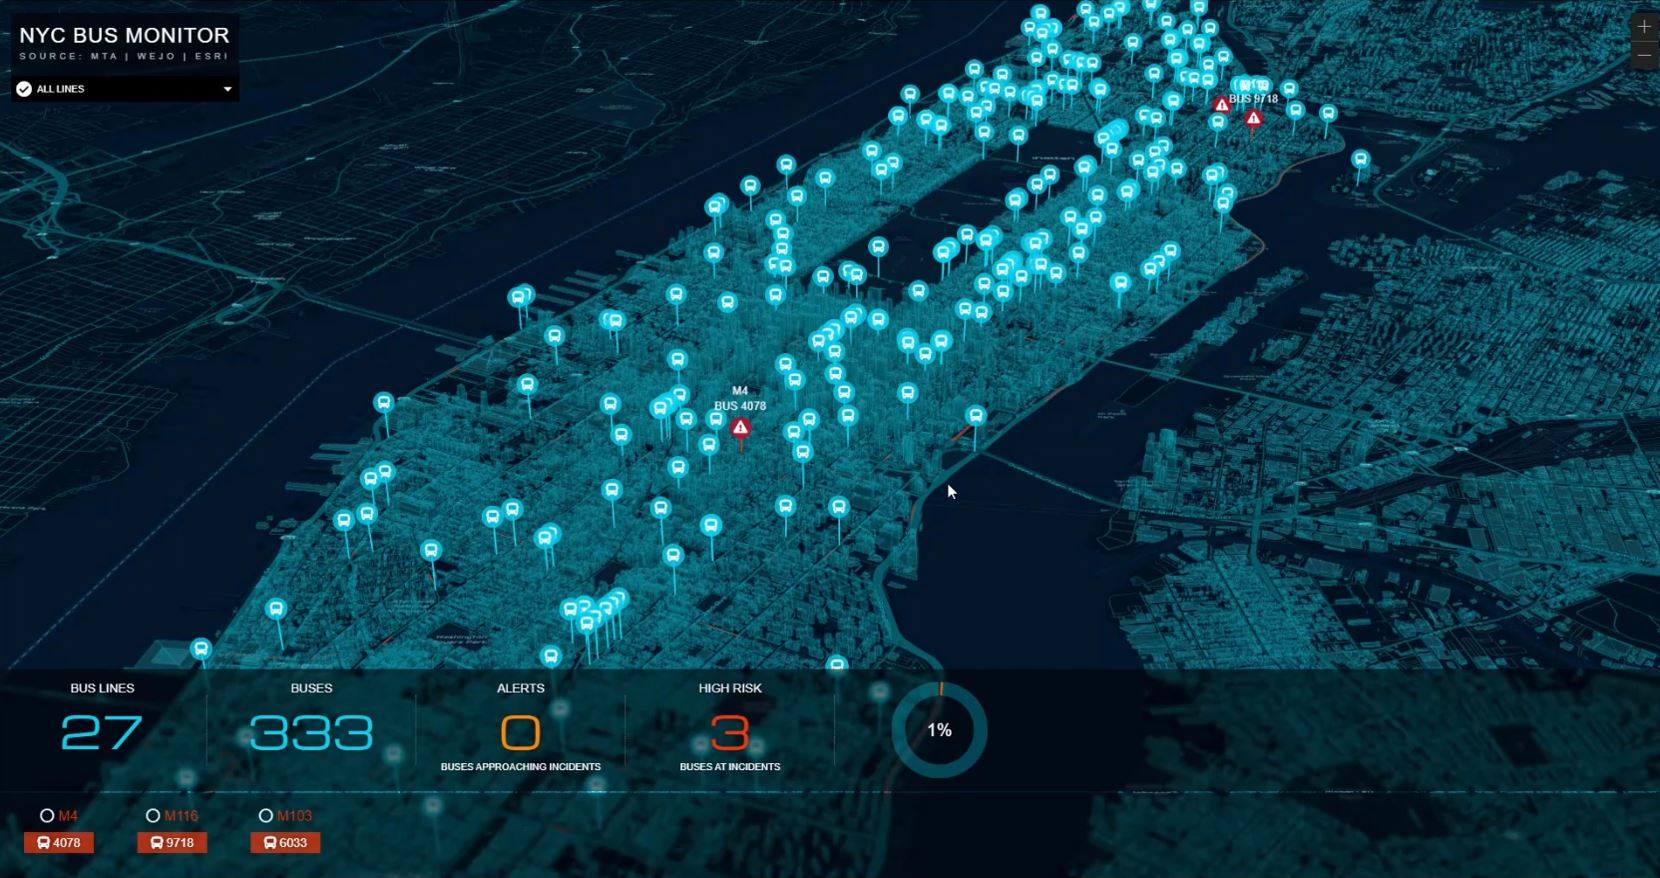 NYC BUS MONITOR
SOURCE: MTA | WEJO | ESRI
ALL LINES
BUS 9718
M4
BUS 4078
BUS LINES
27
BUSES
333
ALERTS
0
BUSES APPROACHING INCIDENTS
HIGH RISK
3
BUSES AT INCIDENTS
1%
M4
M116
M103
4078
9718
6033